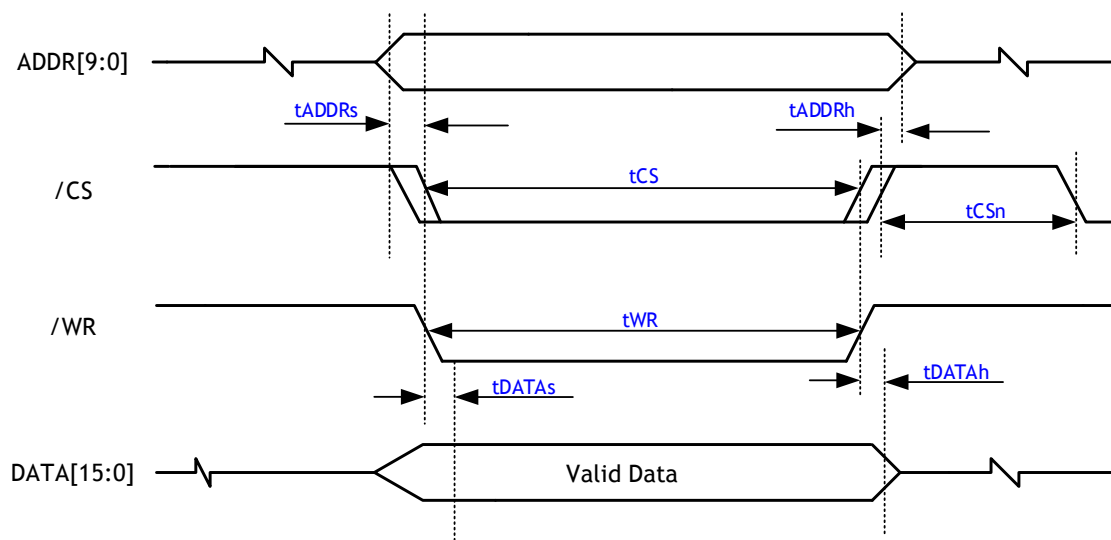 ADDR[9:0]
tADDRs
tADDRh
/CS
tCS
tCSn
/WR
tWR
tDATAs
tDATAh
DATA[15:0]
Valid Data